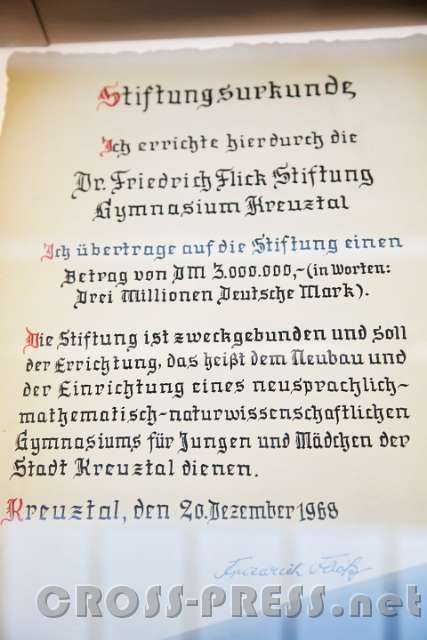 Stiftungsurkunde
Ich errichte hierdurch die
Dr. Friedrich Flick Stiftung
Gymnasium Kreuztal
Ich übertrage auf die Stiftung einen
Betrag von DM 3.000.000,- (in Worten:
Drei Millionen Deutsche Mark).
Die Stiftung ist zweckgebunden und soll
der Errichtung, das heißt dem Neubau und
der Einrichtung eines neusprachlich-
mathematisch-naturwissenschaftlichen
Gymnasiums für Jungen und Mädchen der
Stadt Kreuztal dienen.
Kreuztal, den 20. Dezember 1968
Friedrich Flick
CROSS-PRESS.net